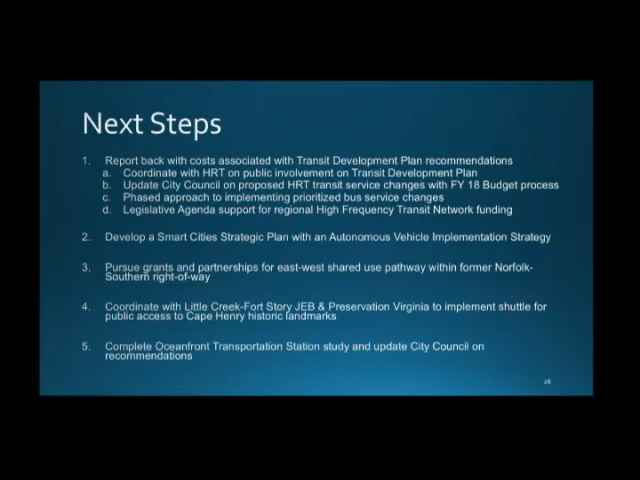 Next Steps
1. Report back with costs associated with Transit Development Plan recommendations
a. Coordinate with HRT on public involvement on Transit Development Plan
b. Update City Council on proposed HRT transit service changes with FY 18 Budget process
c. Phased approach to implementing prioritized bus service changes
d. Legislative Agenda support for regional High Frequency Transit Network funding
2. Develop a Smart Cities Strategic Plan with an Autonomous Vehicle Implementation Strategy
3. Pursue grants and partnerships for east-west shared use pathway within former Norfolk-
Southern right-of-way
4. Coordinate with Little Creek-Fort Story JEB & Preservation Virginia to implement shuttle for
public access to Cape Henry historic landmarks
5. Complete Oceanfront Transportation Station study and update City Council on
recommendations